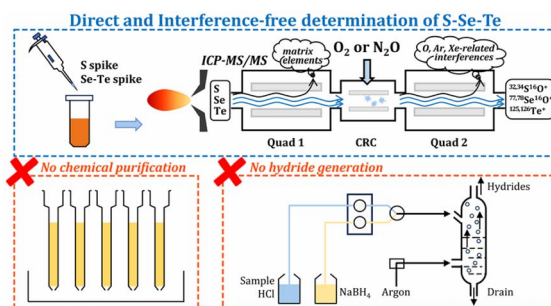 Direct and Interference-free determination of S-Se-Te
S spike
Se-Te spike
ICP-MS/MS
matrix
elements
O₂ or N₂O
O, Ar, Xe-related
interferences
S
Se
Te
³²,³⁴S¹⁶O⁺
⁷⁷,⁷⁸Se¹⁶O⁺
¹²⁵,¹²⁶Te⁺
Quad 1
CRC
Quad 2
No chemical purification
No hydride generation
Hydrides
Sample
HCl
NaBH₄
Argon
Drain